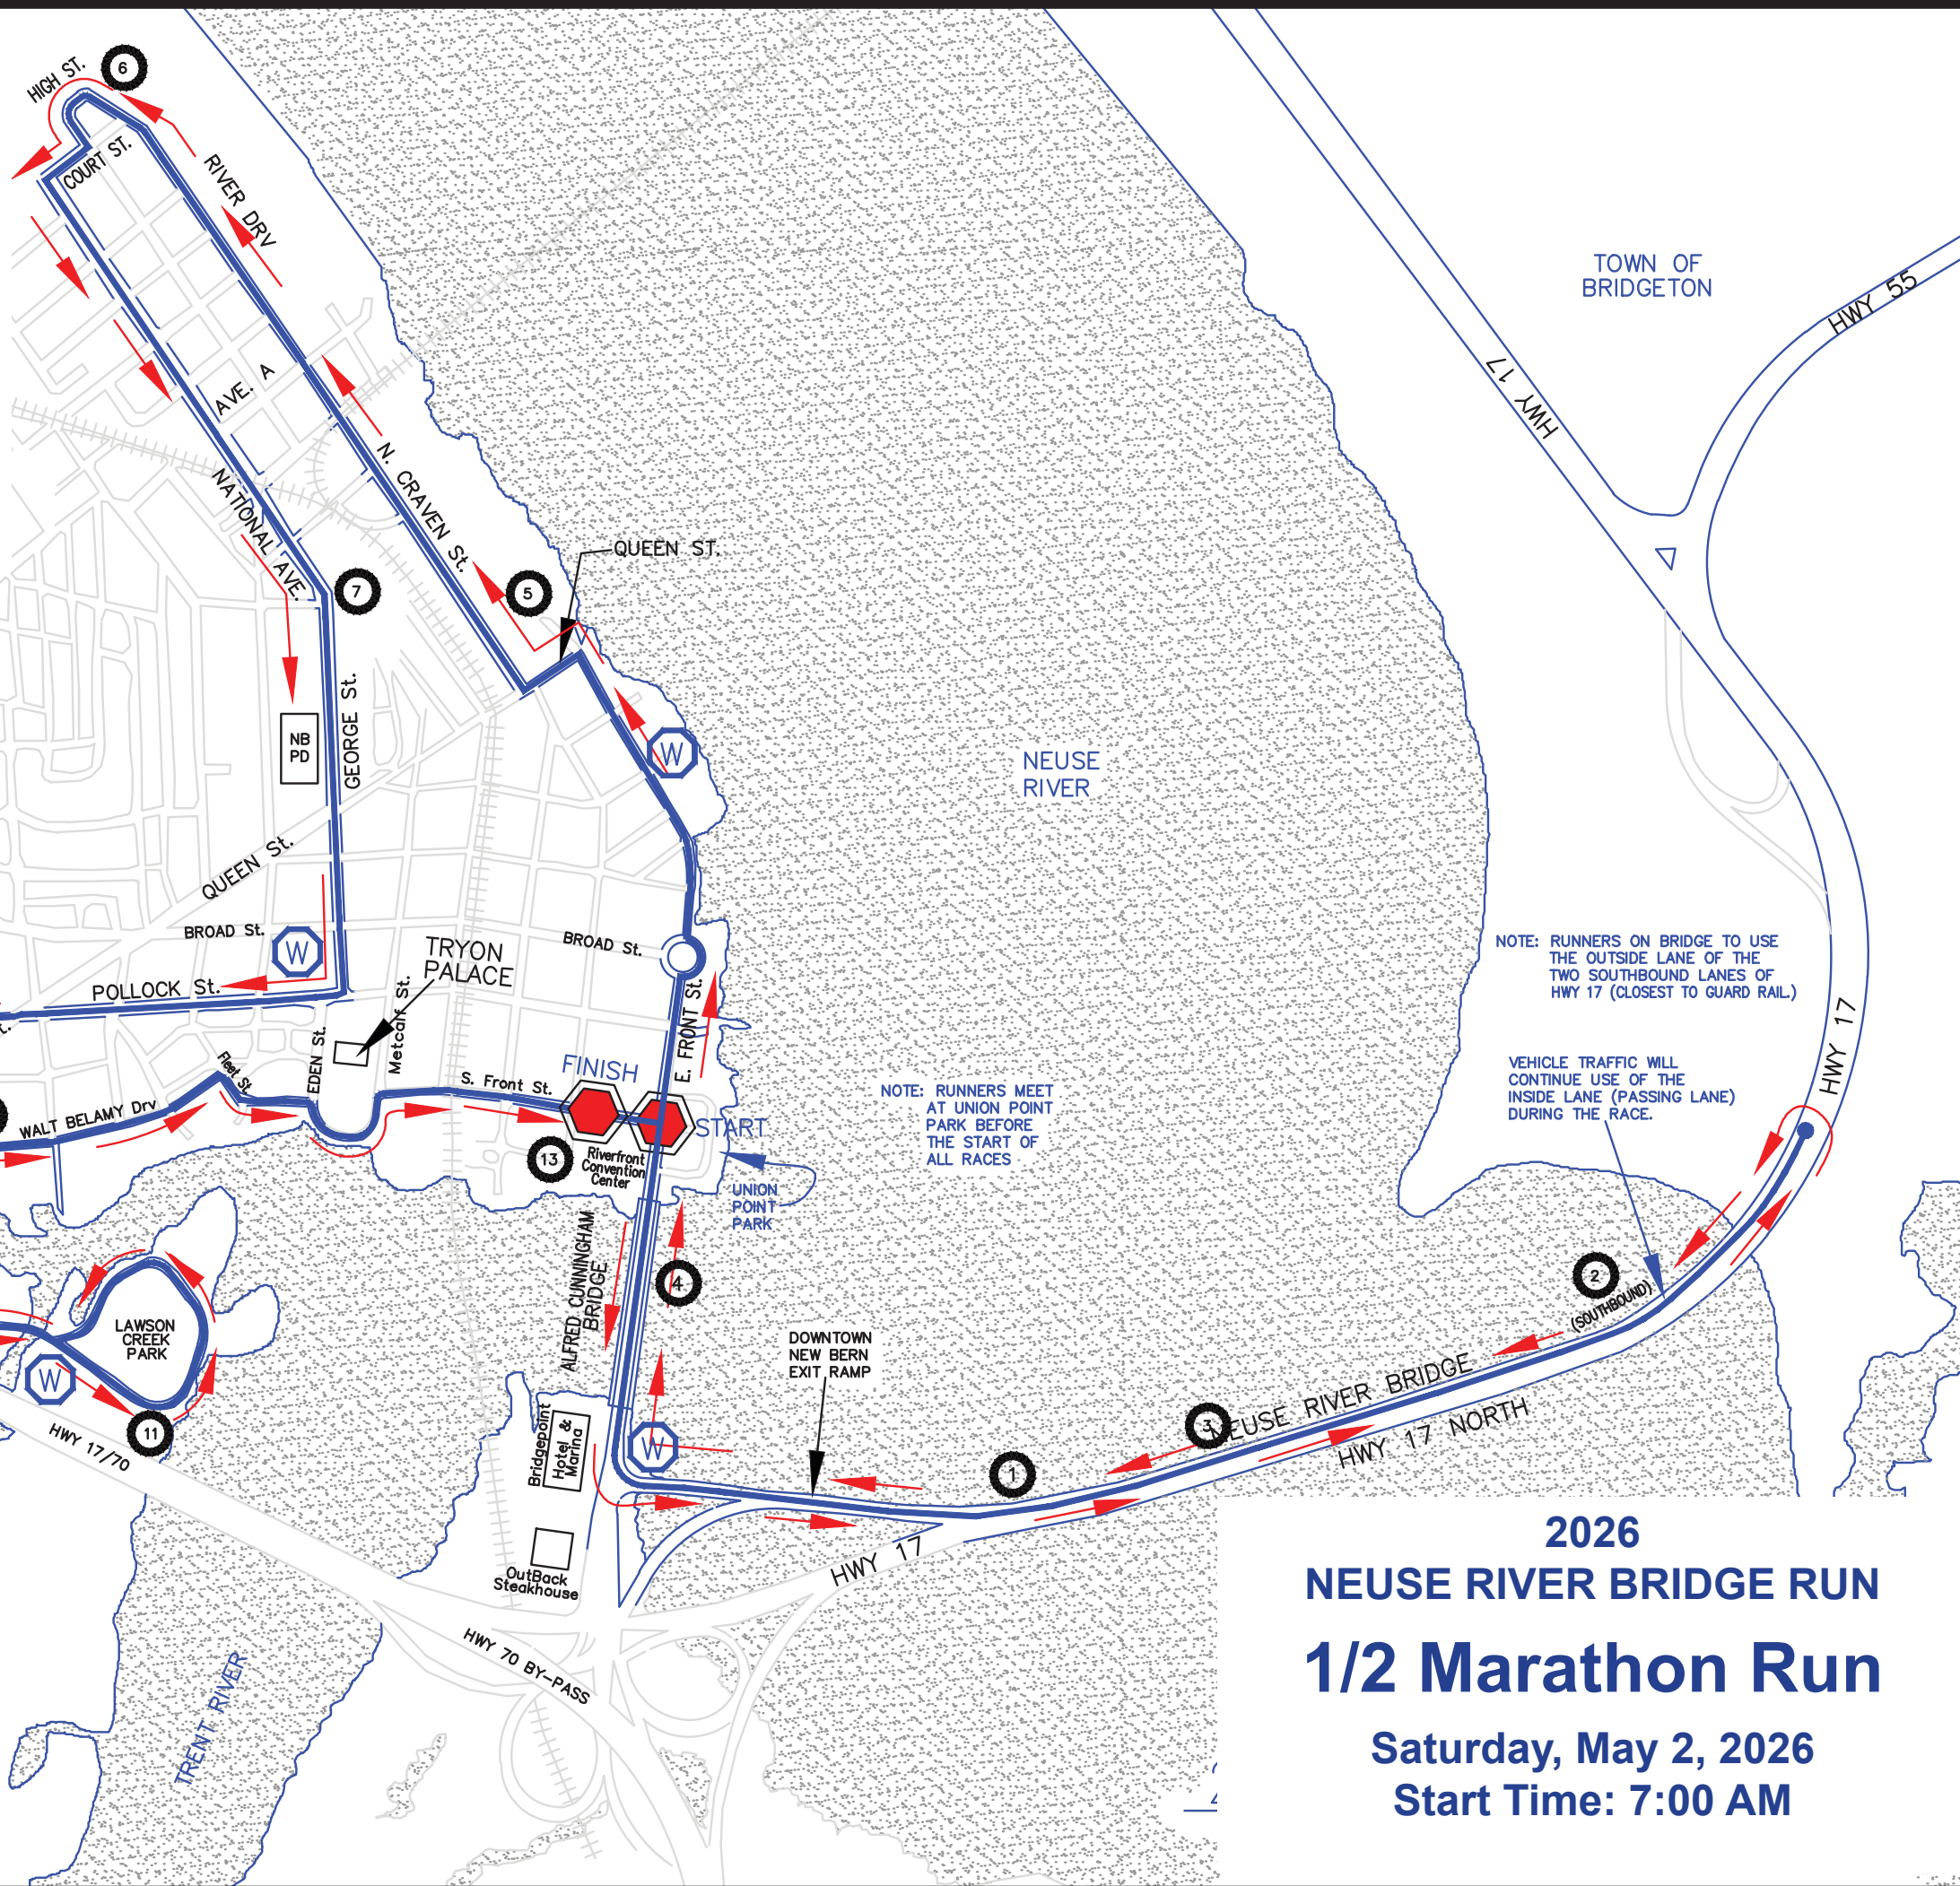 HIGH ST.
6
COURT ST.
RIVER DRV
TOWN OF
BRIDGETON
HWY 55
HWY 17
AVE. A
N. CRAVEN St.
NATIONAL AVE.
QUEEN ST.
7
5
NB
PD
GEORGE St.
W
NEUSE
RIVER
QUEEN St.
BROAD St.
W
TRYON
PALACE
BROAD St.
POLLOCK St.
NOTE: RUNNERS ON BRIDGE TO USE
THE OUTSIDE LANE OF THE
TWO SOUTHBOUND LANES OF
HWY 17 (CLOSEST TO GUARD RAIL.)
HWY 17
Metcalf St.
E. FRONT St.
EDEN St.
Fleet St.
FINISH
S. Front St.
START
WALT BELAMY Drv
13
Riverfront
Convention
Center
NOTE: RUNNERS MEET
AT UNION POINT
PARK BEFORE
THE START OF
ALL RACES
VEHICLE TRAFFIC WILL
CONTINUE USE OF THE
INSIDE LANE (PASSING LANE)
DURING THE RACE.
UNION
POINT
PARK
ALFRED CUNNINGHAM
BRIDGE
4
2
(SOUTHBOUND)
LAWSON
CREEK
PARK
W
11
HWY 17/70
DOWNTOWN
NEW BERN
EXIT RAMP
Bridgepoint
Hotel &
Marina
W
1
3
NEUSE RIVER BRIDGE
HWY 17 NORTH
HWY 17
OutBack
Steakhouse
HWY 70 BY-PASS
TRENT RIVER
2026
NEUSE RIVER BRIDGE RUN
1/2 Marathon Run
Saturday, May 2, 2026
Start Time: 7:00 AM